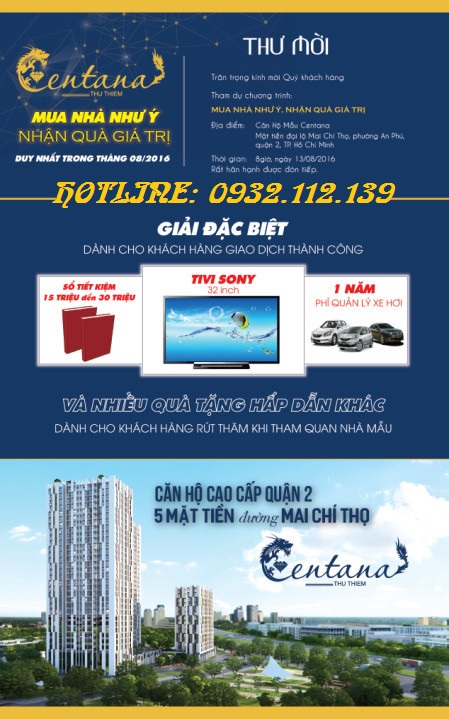 Centana
THU THIEM
MUA NHÀ NHƯ Ý
NHẬN QUÀ GIÁ TRỊ
DUY NHẤT TRONG THÁNG 08/2016
THƯ MỜI
Trân trọng kính mời Quý khách hàng
Tham dự chương trình:
MUA NHÀ NHƯ Ý, NHẬN QUÀ GIÁ TRỊ
Địa điểm: Căn Hộ Mẫu Centana
Mặt tiền đại lộ Mai Chí Thọ, phường An Phú,
quận 2, TP. Hồ Chí Minh
Thời gian: 8giờ, ngày 13/08/2016
Rất hân hạnh được đón tiếp.
HOTLINE: 0932.112.139
GIẢI ĐẶC BIỆT
DÀNH CHO KHÁCH HÀNG GIAO DỊCH THÀNH CÔNG
SỔ TIẾT KIỆM
15 TRIỆU đến 30 TRIỆU
TIVI SONY
32 inch
1 NĂM
PHÍ QUẢN LÝ XE HƠI
VÀ NHIỀU QUÀ TẶNG HẤP DẪN KHÁC
DÀNH CHO KHÁCH HÀNG RÚT THĂM KHI THAM QUAN NHÀ MẪU
CĂN HỘ CAO CẤP QUẬN 2
5 MẶT TIỀN đường MAI CHÍ THỌ
Centana
THU THIEM